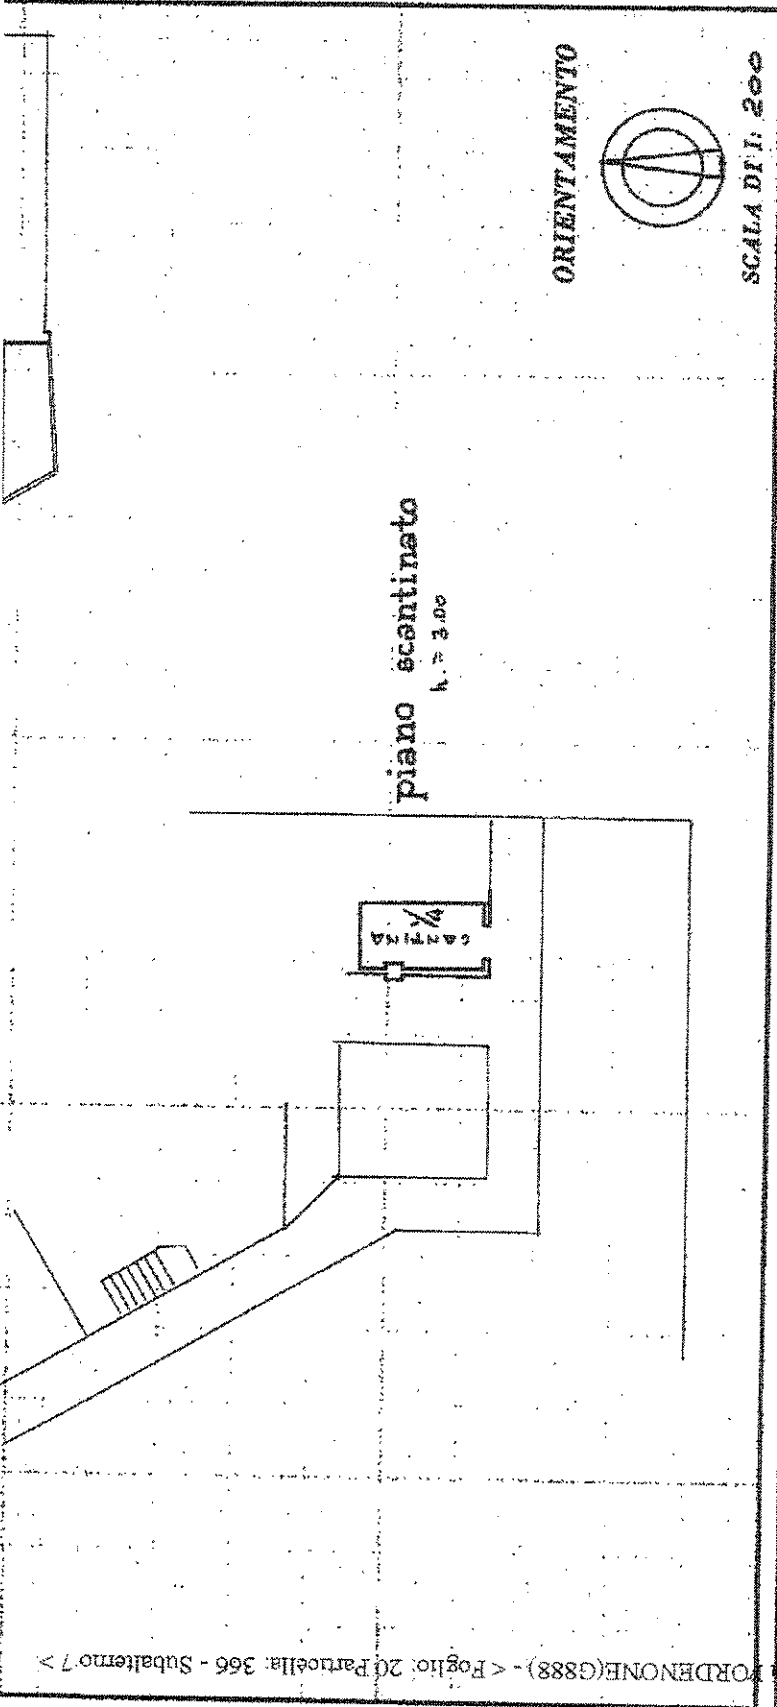 ORIENTAMENTO
SCALA DI 1: 200
piano scantinato
h. = 3.00
CANTINA
PORDENONE(G888) - < Foglio: 20 Particella: 366 - Subalterno 7 >